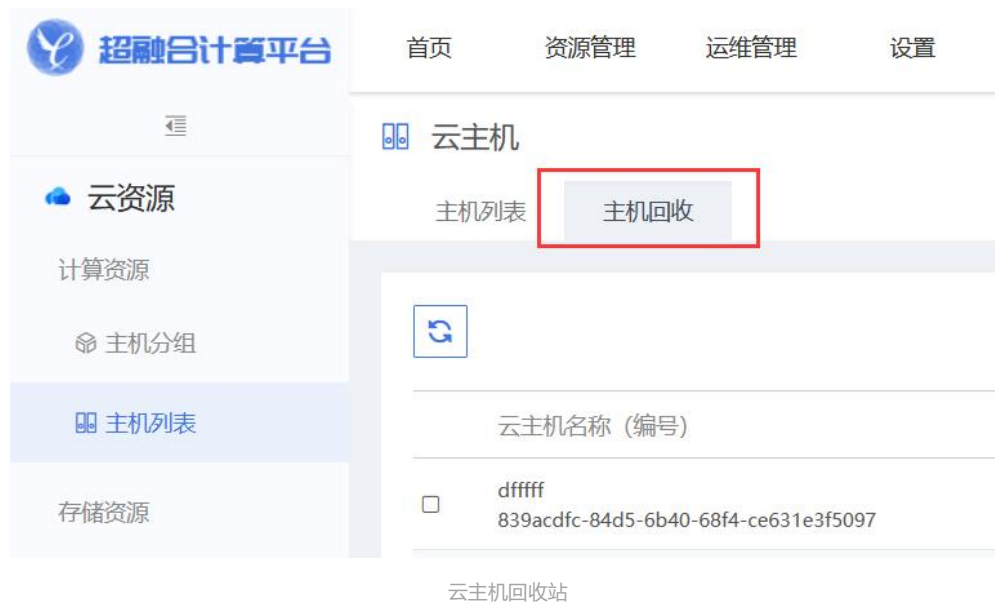 超融合计算平台
首页 资源管理 运维管理 设置
云主机
云资源
主机列表 主机回收
计算资源
主机分组
主机列表
云主机名称（编号）
存储资源
dfffff
839acdfc-84d5-6b40-68f4-ce631e3f5097
云主机回收站